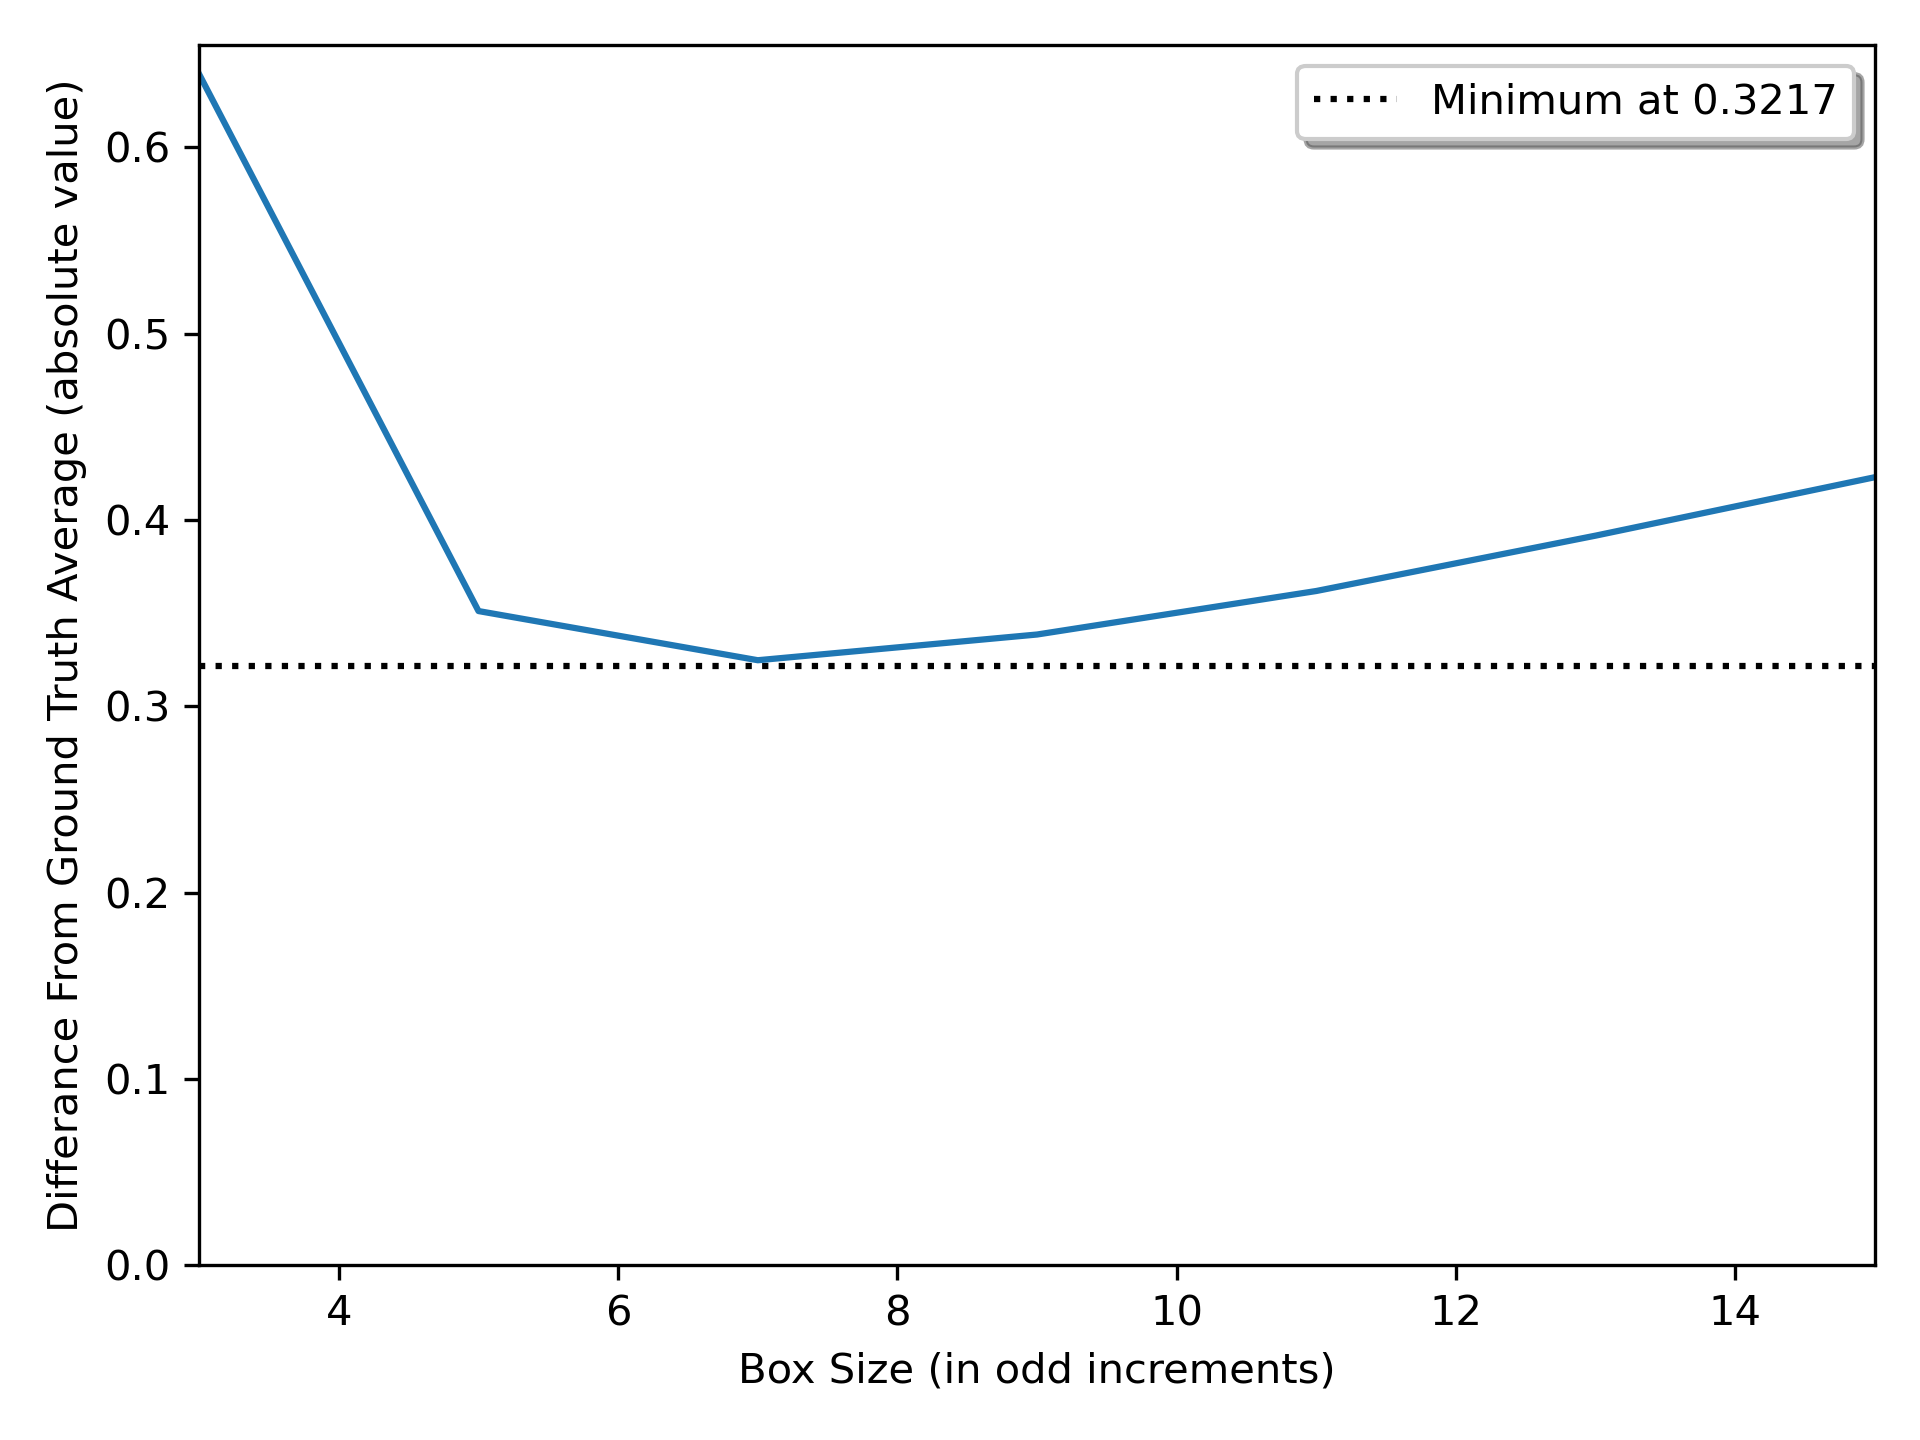 Minimum at 0.3217
Differance From Ground Truth Average (absolute value)
0.6
0.5
0.4
0.3
0.2
0.1
0.0
4 6 8 10 12 14
Box Size (in odd increments)